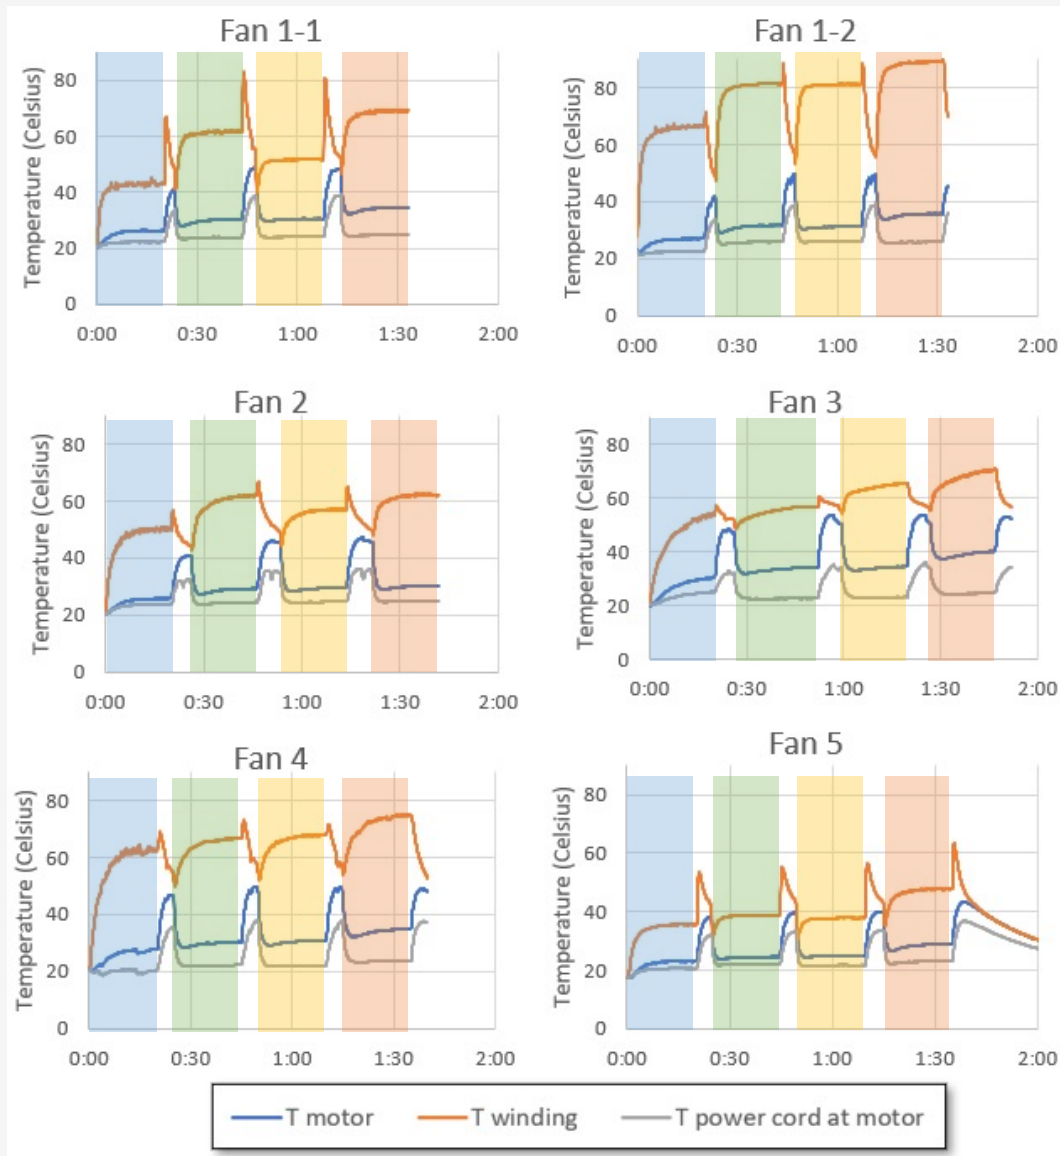 Fan 1-1
Temperature (Celsius)
80
60
40
20
0
0:00 0:30 1:00 1:30 2:00
Fan 1-2
Temperature (Celsius)
80
60
40
20
0
0:00 0:30 1:00 1:30 2:00
Fan 2
Temperature (Celsius)
80
60
40
20
0
0:00 0:30 1:00 1:30 2:00
Fan 3
Temperature (Celsius)
80
60
40
20
0
0:00 0:30 1:00 1:30 2:00
Fan 4
Temperature (Celsius)
80
60
40
20
0
0:00 0:30 1:00 1:30 2:00
Fan 5
Temperature (Celsius)
80
60
40
20
0
0:00 0:30 1:00 1:30 2:00
T motor T winding T power cord at motor